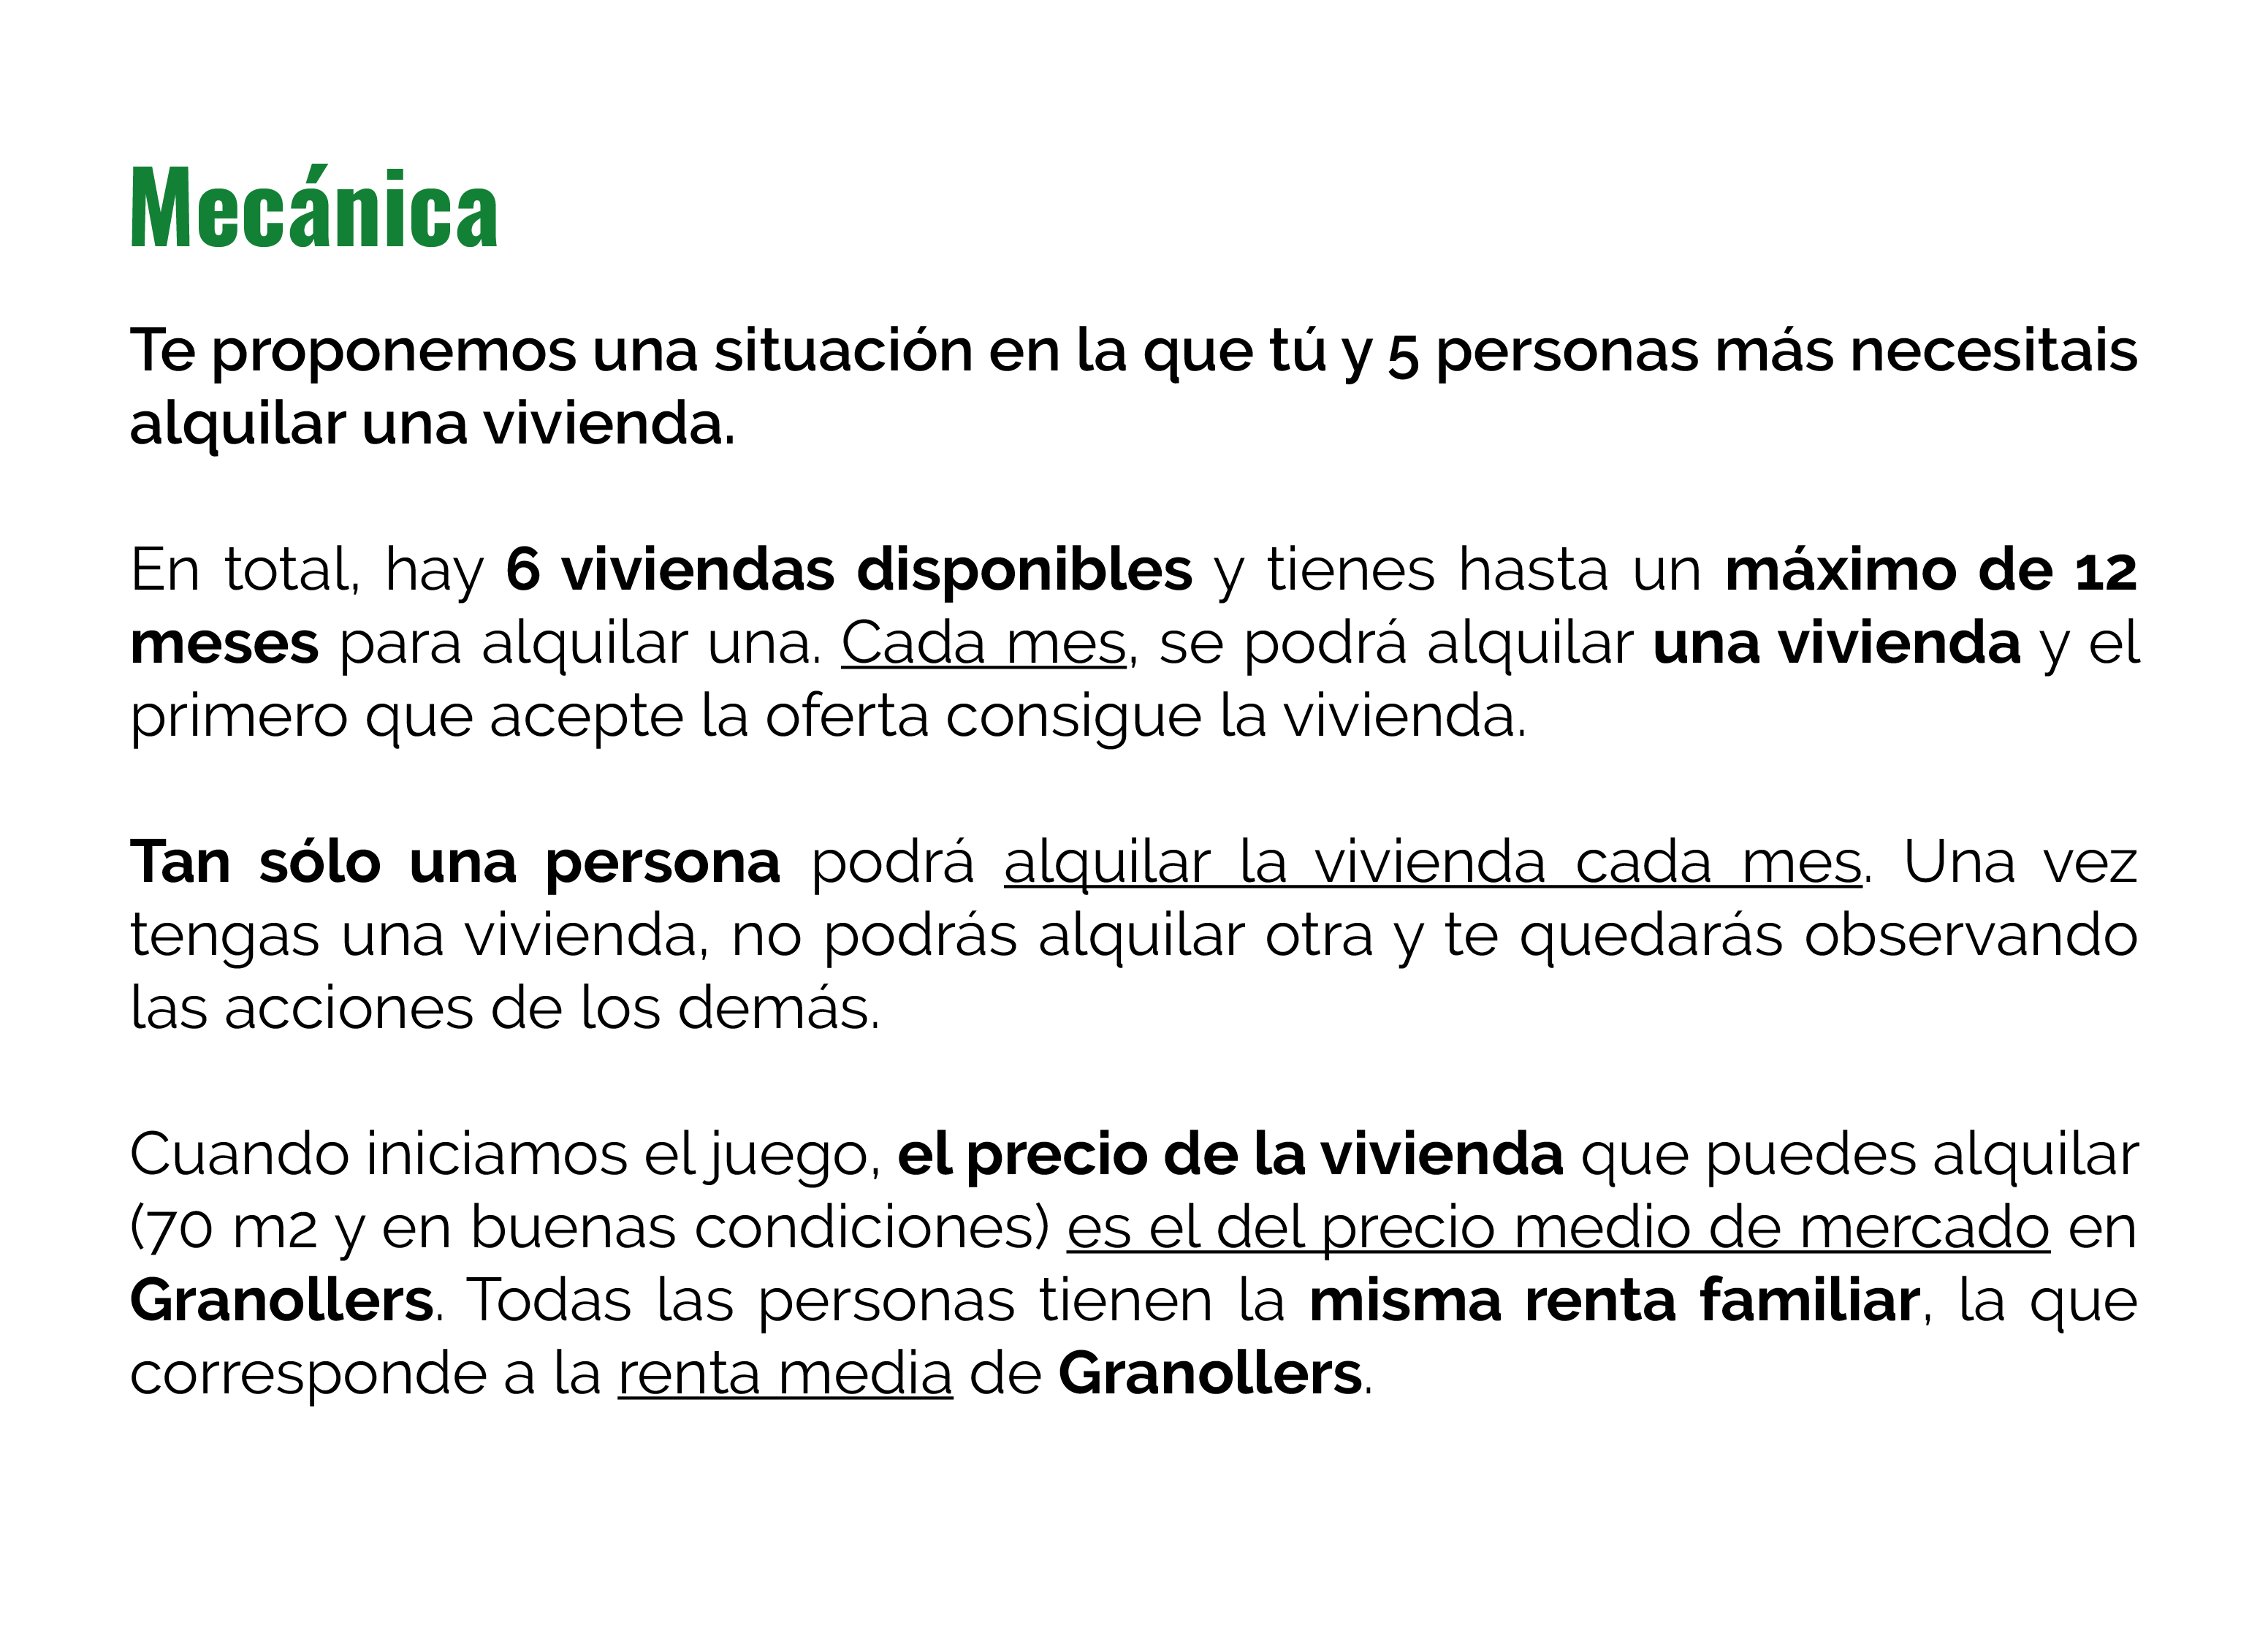 Mecánica
Te proponemos una situación en la que tú y 5 personas más necesitais
alquilar una vivienda.
En total, hay 6 viviendas disponibles y tienes hasta un máximo de 12
meses para alquilar una. Cada mes, se podrá alquilar una vivienda y el
primero que acepte la oferta consigue la vivienda.
Tan sólo una persona podrá alquilar la vivienda cada mes. Una vez
tengas una vivienda, no podrás alquilar otra y te quedarás observando
las acciones de los demás.
Cuando iniciamos el juego, el precio de la vivienda que puedes alquilar
(70 m2 y en buenas condiciones) es el del precio medio de mercado en
Granollers. Todas las personas tienen la misma renta familiar, la que
corresponde a la renta media de Granollers.